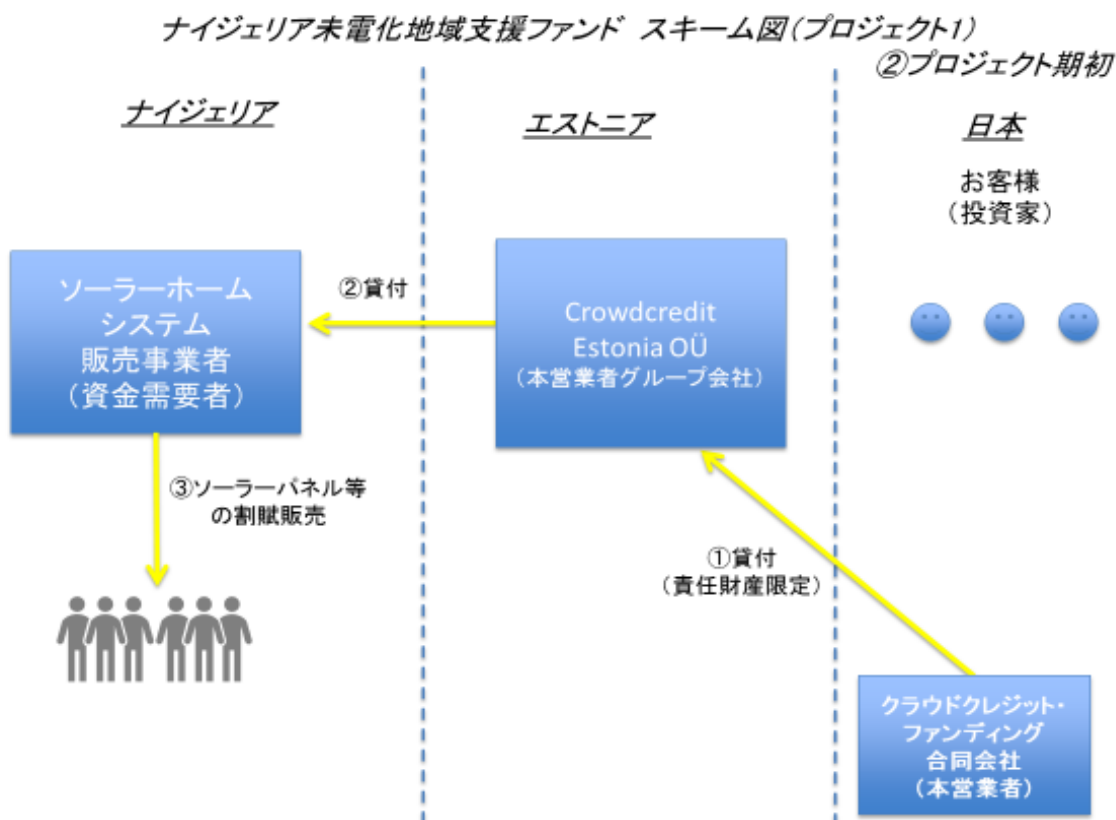 ナイジェリア未電化地域支援ファンド スキーム図(プロジェクト1)
②プロジェクト期初
ナイジェリア
エストニア
日本
お客様
（投資家）
ソーラーホーム
システム
販売事業者
（資金需要者）
②貸付
Crowdcredit
Estonia OÜ
（本営業者グループ会社）
③ソーラーパネル等
の割賦販売
①貸付
（責任財産限定）
クラウドクレジット・
ファンディング
合同会社
（本営業者）